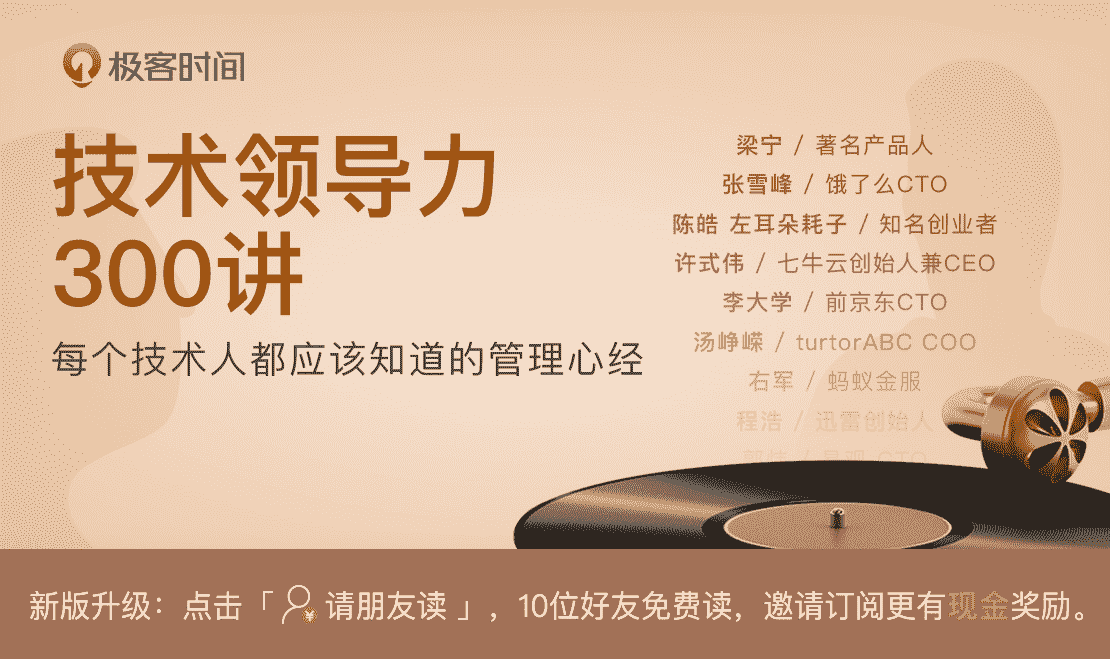 极客时间
技术领导力
300讲
每个技术人都应该知道的管理心经
梁宁 / 著名产品人
张雪峰 / 饿了么CTO
陈皓 左耳朵耗子 / 知名创业者
许式伟 / 七牛云创始人兼CEO
李大学 / 前京东CTO
汤峥嵘 / turtorABC COO
右军 / 蚂蚁金服
程浩 / 迅雷创始人
新版升级：点击「 请朋友读 」，10位好友免费读，邀请订阅更有现金奖励。